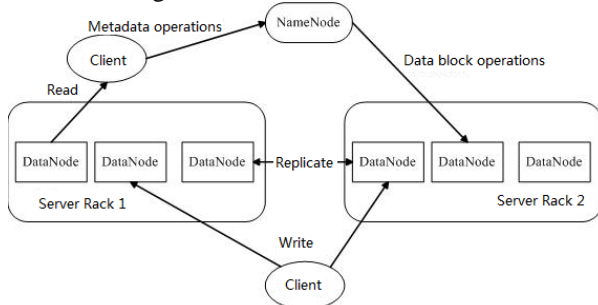 Metadata operations
NameNode
Client
Data block operations
Read
DataNode
DataNode
DataNode
Replicate
DataNode
DataNode
DataNode
Server Rack 1
Server Rack 2
Write
Client